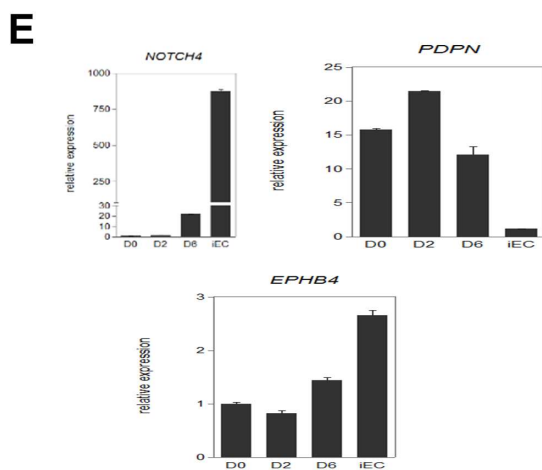 E
NOTCH4
relative expression
1000
750
500
250
30
20
10
0
D0 D2 D6 iEC
PDPN
relative expression
25
20
15
10
5
0
D0 D2 D6 iEC
EPHB4
relative expression
3
2
1
0
D0 D2 D6 iEC